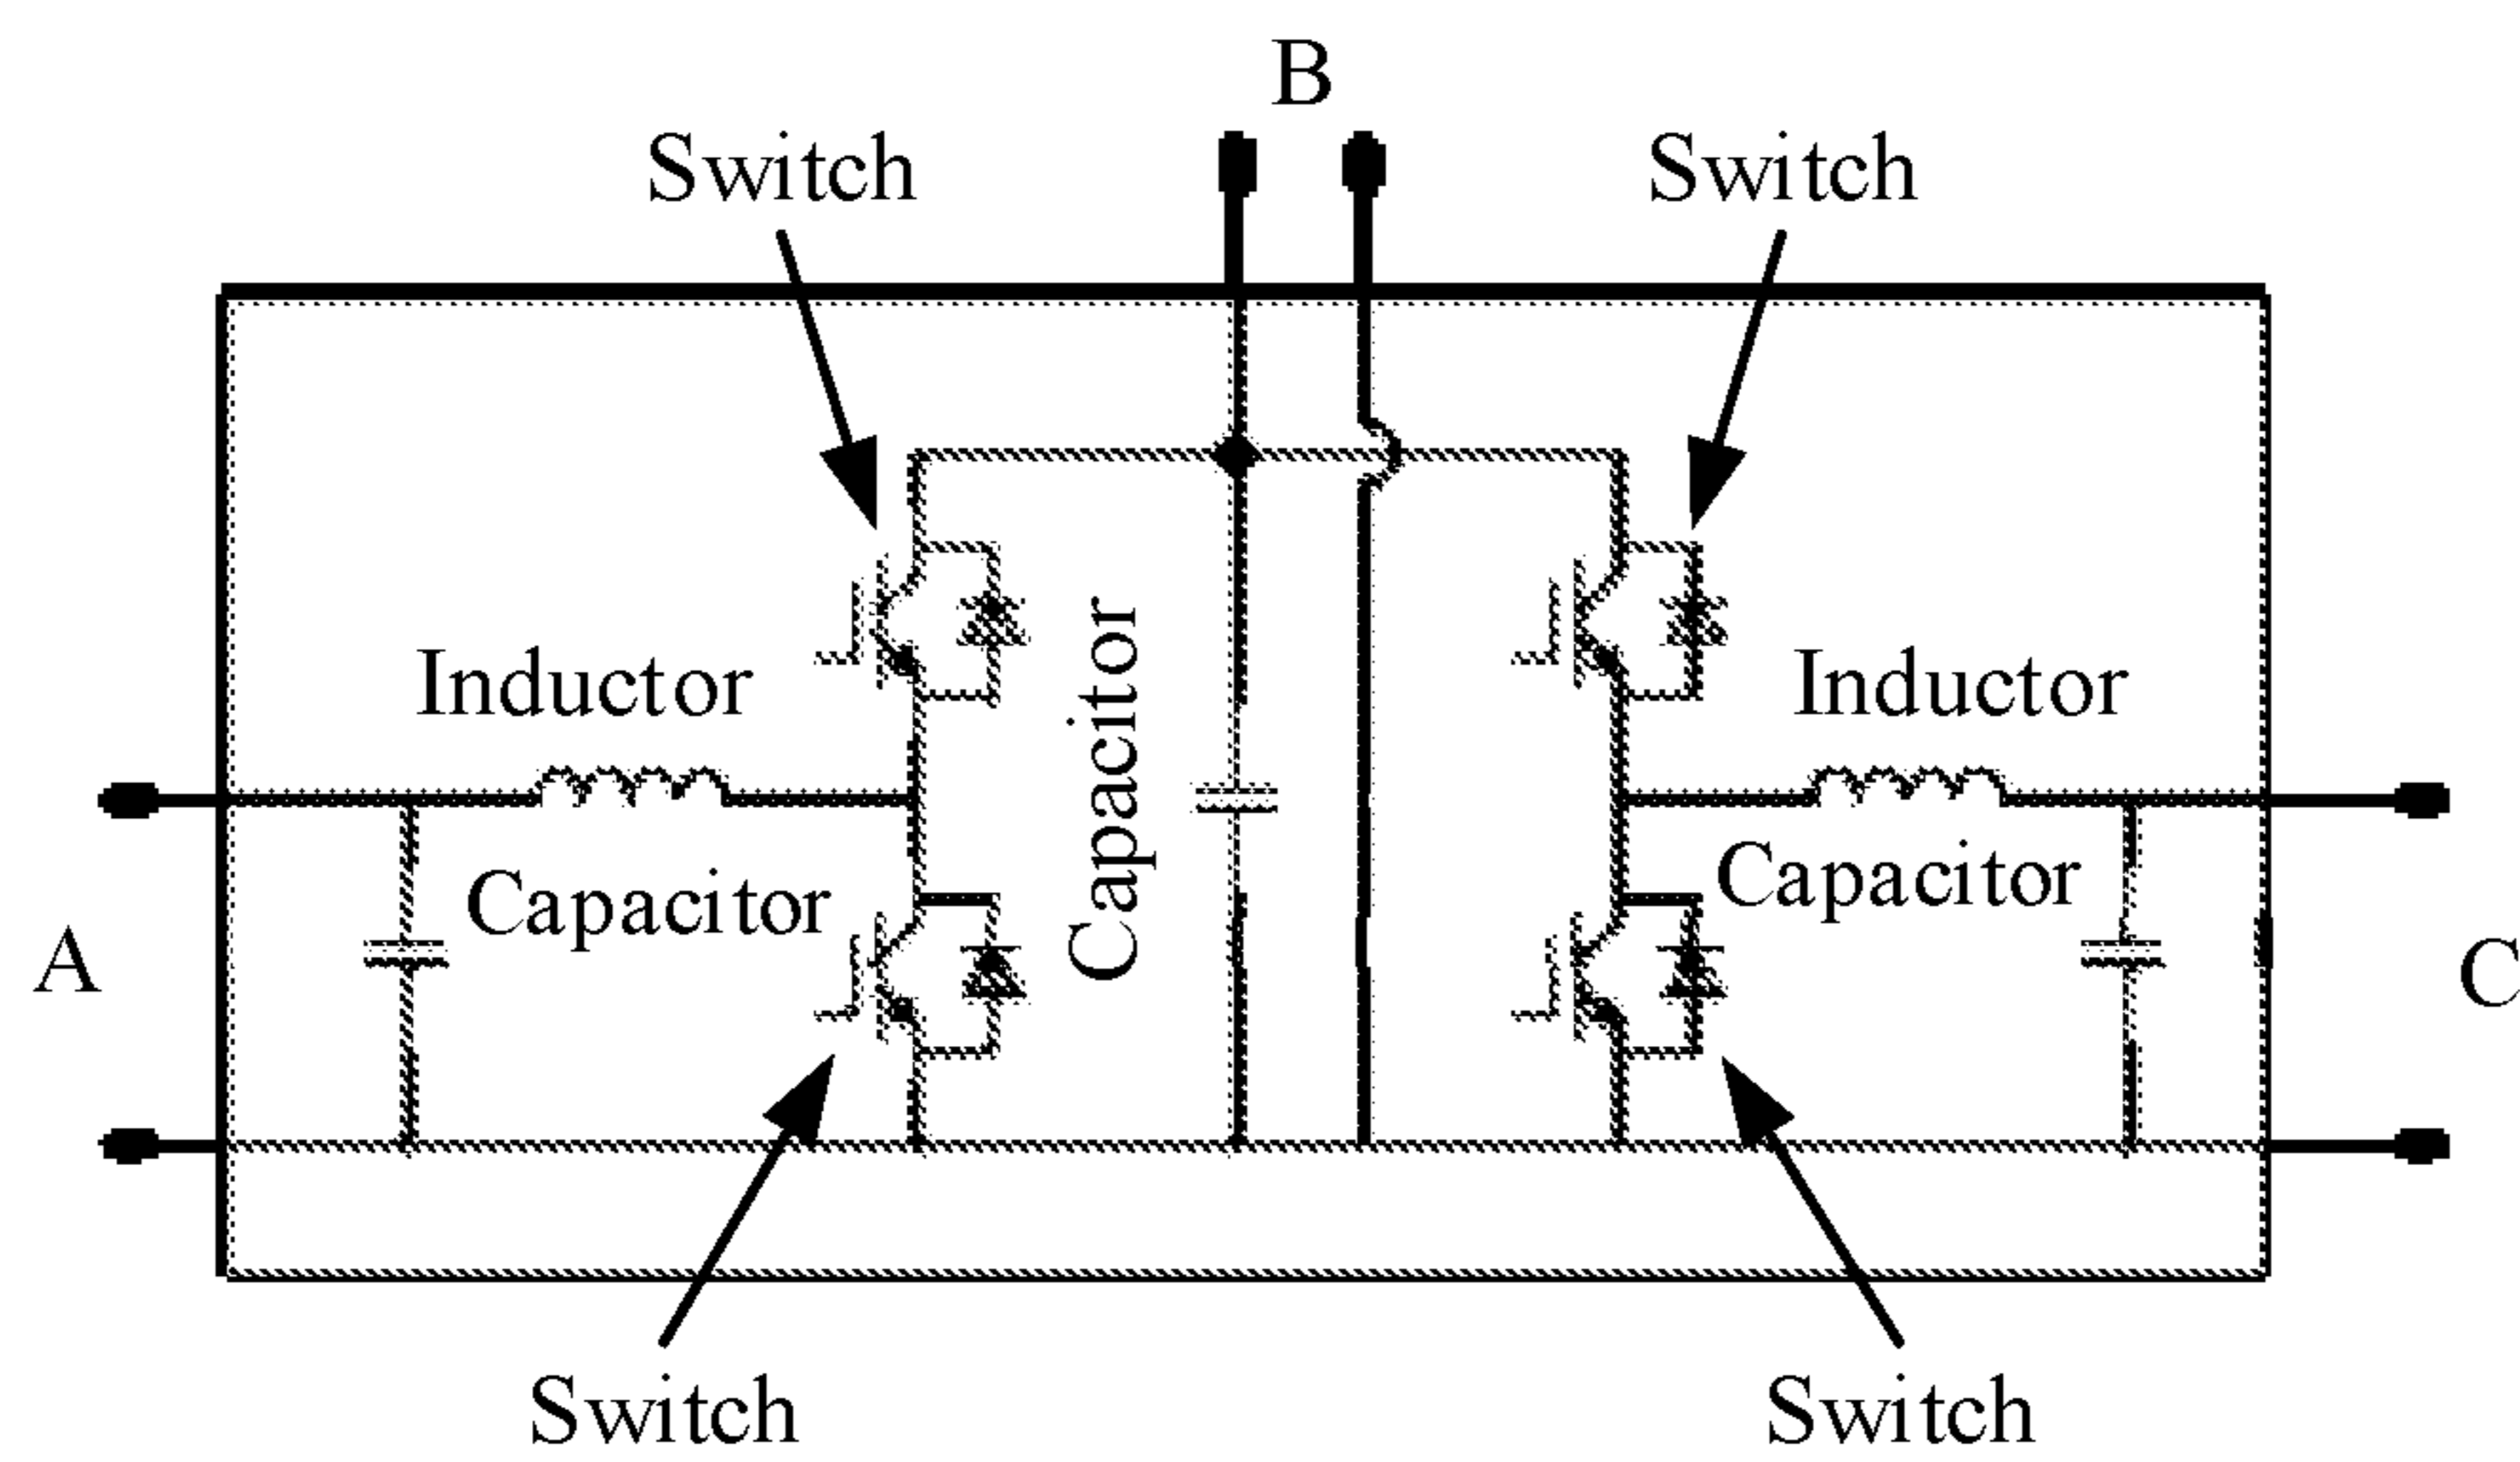 B
Switch
Switch
Inductor
Inductor
Capacitor
Capacitor
Capacitor
A
C
Switch
Switch